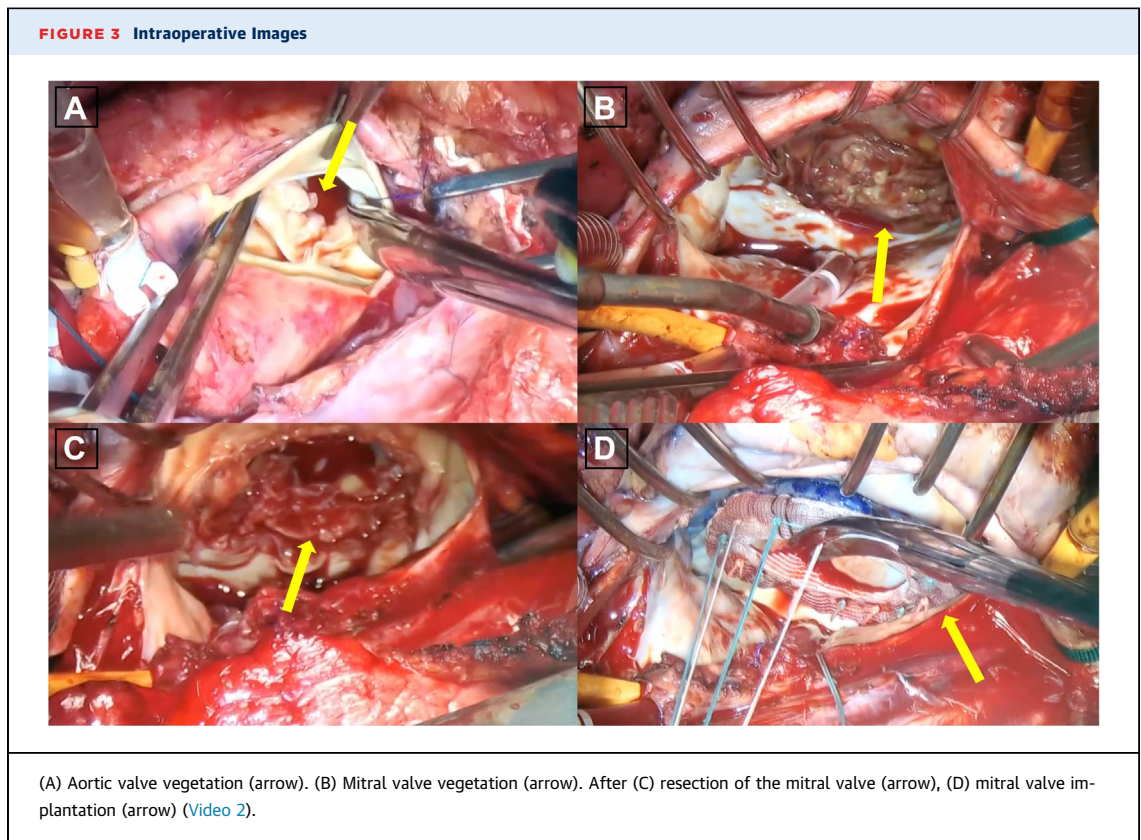 FIGURE 3 Intraoperative Images
A
B
C
D
(A) Aortic valve vegetation (arrow). (B) Mitral valve vegetation (arrow). After (C) resection of the mitral valve (arrow), (D) mitral valve im-
plantation (arrow) (Video 2).